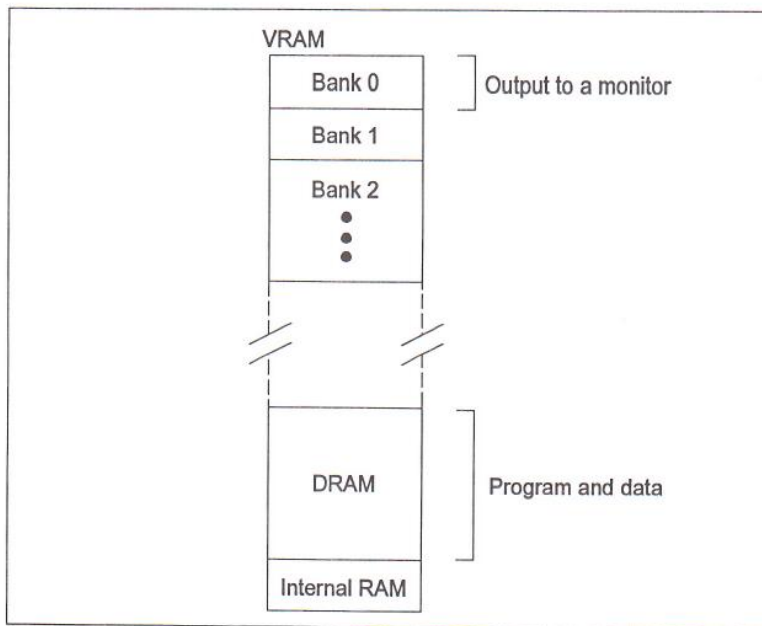 VRAM
Bank 0
Output to a monitor
Bank 1
Bank 2
DRAM
Program and data
Internal RAM